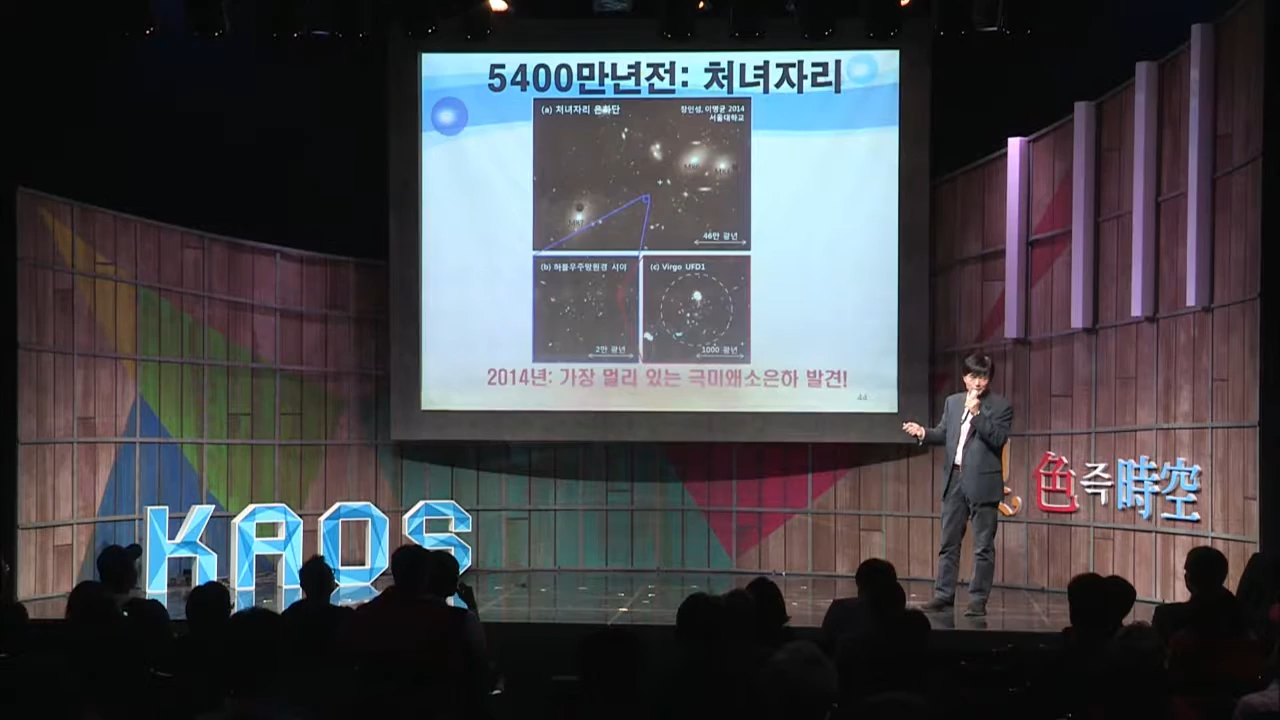 5400만년전: 처녀자리
(a) 처녀자리 은하단
장인성, 이명균 2014
서울대학교
M86
M84
M87
46만 광년
(b) 허블우주망원경 시야
(c) Virgo UFD1
2만 광년
1000 광년
2014년: 가장 멀리 있는 극미왜소은하 발견!
44
KAOS
色즉時空